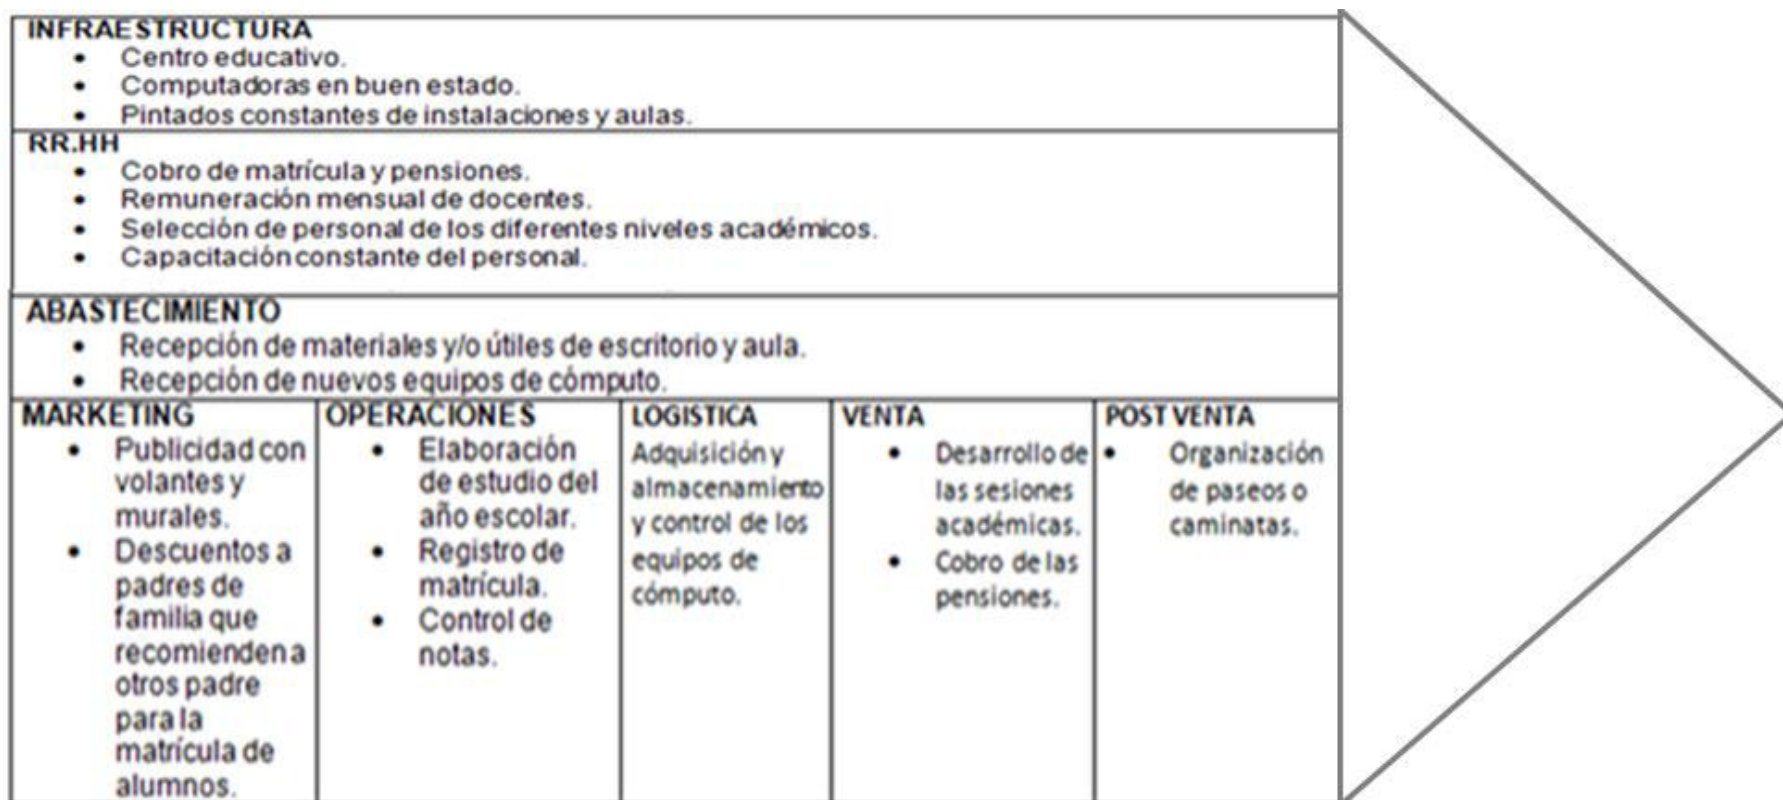 INFRAESTRUCTURA
• Centro educativo.
• Computadoras en buen estado.
• Pintados constantes de instalaciones y aulas.
RR.HH
• Cobro de matrícula y pensiones.
• Remuneración mensual de docentes.
• Selección de personal de los diferentes niveles académicos.
• Capacitación constante del personal.
ABASTECIMIENTO
• Recepción de materiales y/o útiles de escritorio y aula.
• Recepción de nuevos equipos de cómputo.
MARKETING
• Publicidad con
volantes y
murales.
• Descuentos a
padres de
familia que
recomienden a
otros padre
para la
matrícula de
alumnos.
OPERACIONES
• Elaboración
de estudio del
año escolar.
• Registro de
matrícula.
• Control de
notas.
LOGISTICA
Adquisición y
almacenamiento
y control de los
equipos de
cómputo.
VENTA
• Desarrollo de
las sesiones
académicas.
• Cobro de las
pensiones.
POST VENTA
• Organización
de paseos o
caminatas.